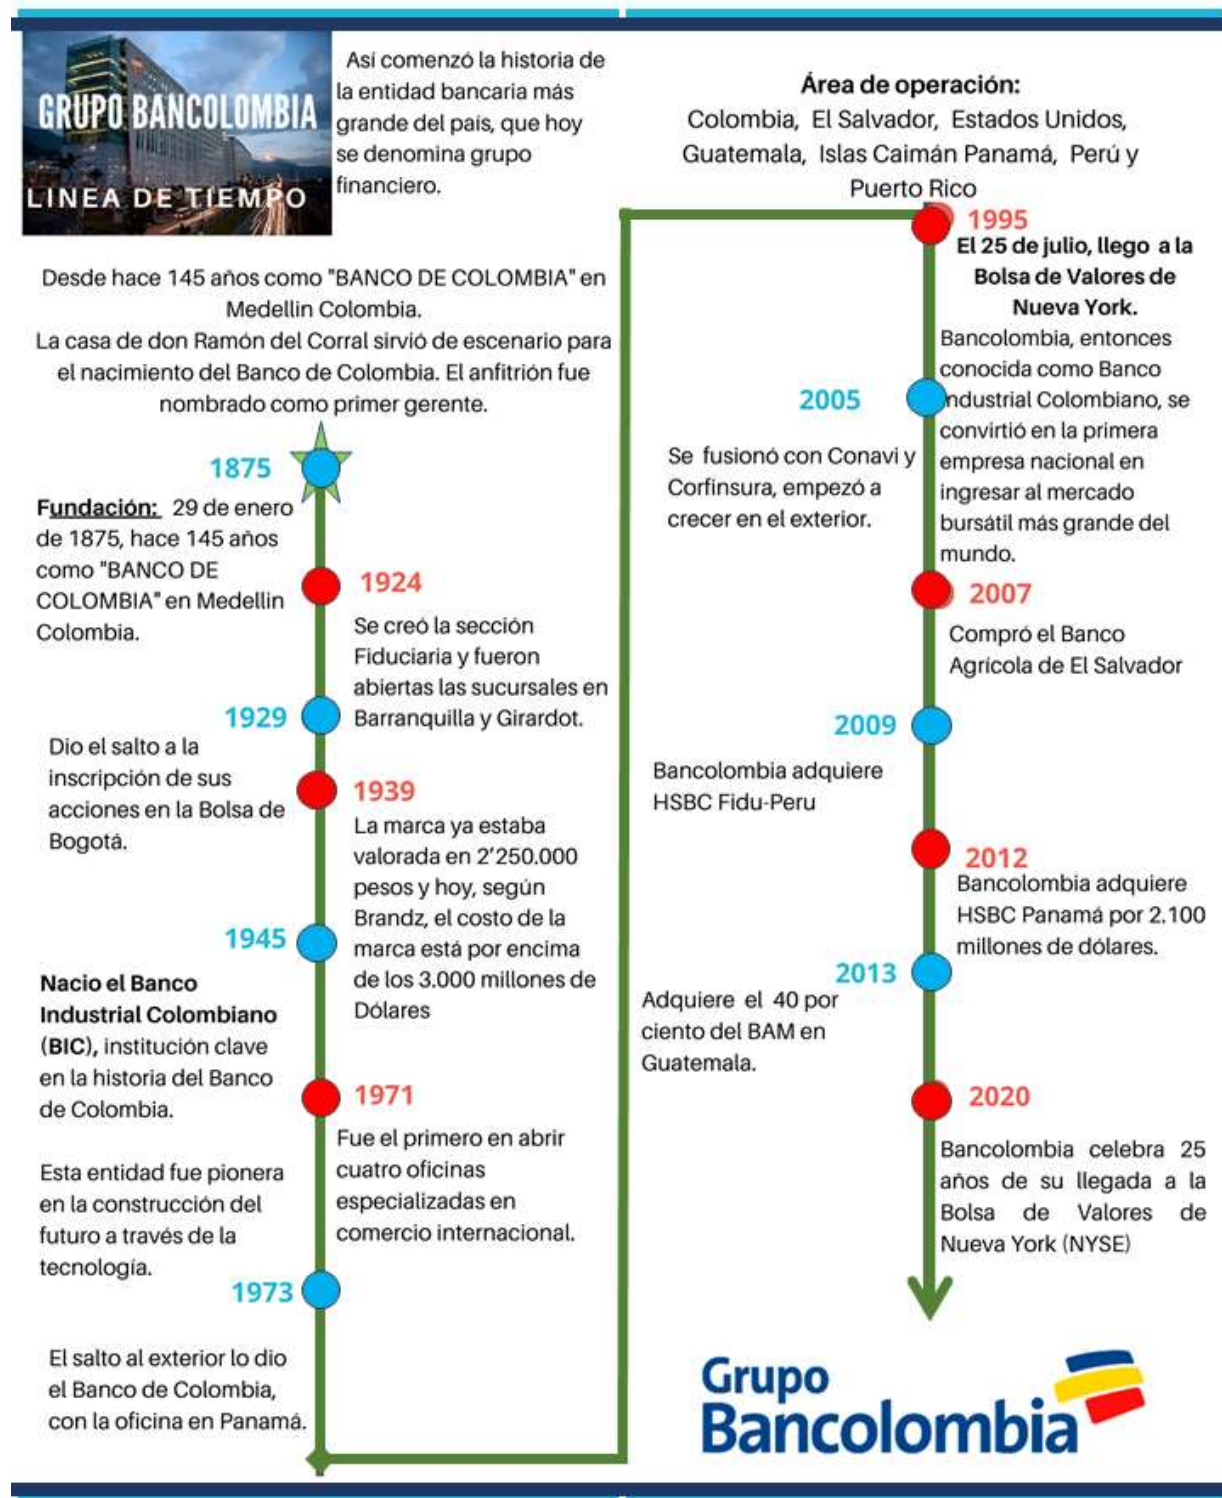 GRUPO BANCOLOMBIA
LINEA DE TIEMPO
Así comenzó la historia de
la entidad bancaria más
grande del país, que hoy
se denomina grupo
financiero.
Desde hace 145 años como "BANCO DE COLOMBIA" en
Medellin Colombia.
La casa de don Ramón del Corral sirvió de escenario para
el nacimiento del Banco de Colombia. El anfitrión fue
nombrado como primer gerente.
1875
Fundación: 29 de enero
de 1875, hace 145 años
como "BANCO DE
COLOMBIA" en Medellin
Colombia.
1924
Se creó la sección
Fiduciaria y fueron
abiertas las sucursales en
Barranquilla y Girardot.
1929
Dio el salto a la
inscripción de sus
acciones en la Bolsa de
Bogotá.
1939
La marca ya estaba
valorada en 2’250.000
pesos y hoy, según
Brandz, el costo de la
marca está por encima
de los 3.000 millones de
Dólares
1945
Nacio el Banco
Industrial Colombiano
(BIC), institución clave
en la historia del Banco
de Colombia.
Esta entidad fue pionera
en la construcción del
futuro a través de la
tecnología.
1971
Fue el primero en abrir
cuatro oficinas
especializadas en
comercio internacional.
1973
El salto al exterior lo dio
el Banco de Colombia,
con la oficina en Panamá.
Área de operación:
Colombia, El Salvador, Estados Unidos,
Guatemala, Islas Caimán Panamá, Perú y
Puerto Rico
1995
El 25 de julio, llego a la
Bolsa de Valores de
Nueva York.
Bancolombia, entonces
conocida como Banco
Industrial Colombiano, se
convirtió en la primera
empresa nacional en
ingresar al mercado
bursátil más grande del
mundo.
2005
Se fusionó con Conavi y
Corfinsura, empezó a
crecer en el exterior.
2007
Compró el Banco
Agrícola de El Salvador
2009
Bancolombia adquiere
HSBC Fidu-Peru
2012
Bancolombia adquiere
HSBC Panamá por 2.100
millones de dólares.
2013
Adquiere el 40 por
ciento del BAM en
Guatemala.
2020
Bancolombia celebra 25
años de su llegada a la
Bolsa de Valores de
Nueva York (NYSE)
Grupo
Bancolombia